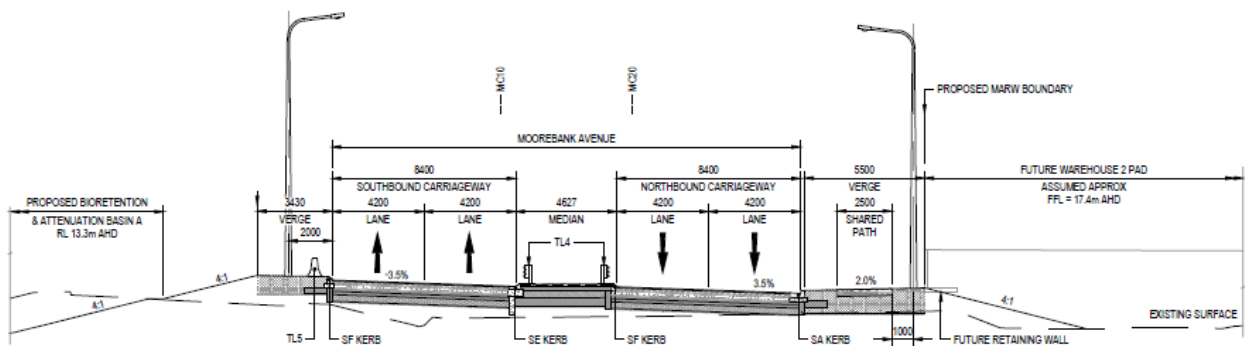 MC10
MC20
PROPOSED MARW BOUNDARY
MOOREBANK AVENUE
8400
8400
5500
FUTURE WAREHOUSE 2 PAD
PROPOSED BIORETENTION
& ATTENUATION BASIN A
RL 13.3m AHD
3430
VERGE
2000
SOUTHBOUND CARRIAGEWAY
4200
LANE
4200
LANE
4627
MEDIAN
NORTHBOUND CARRIAGEWAY
4200
LANE
4200
LANE
VERGE
2500
SHARED
PATH
ASSUMED APPROX
FFL = 17.4m AHD
TL4
4:1
4:1
-3.5%
3.5%
2.0%
4:1
EXISTING SURFACE
1000
TL5
SF KERB
SE KERB
SF KERB
SA KERB
FUTURE RETAINING WALL